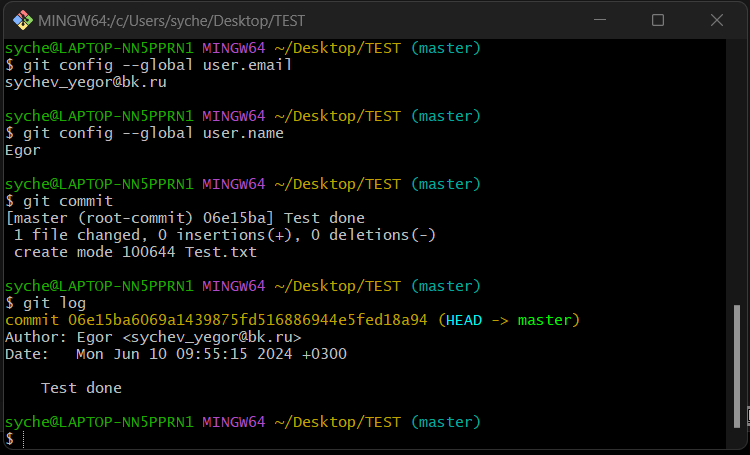 MINGW64:/c/Users/syche/Desktop/TEST
syche@LAPTOP-NN5PPRN1 MINGW64 ~/Desktop/TEST (master)
$ git config --global user.email
sychev_yegor@bk.ru
syche@LAPTOP-NN5PPRN1 MINGW64 ~/Desktop/TEST (master)
$ git config --global user.name
Egor
syche@LAPTOP-NN5PPRN1 MINGW64 ~/Desktop/TEST (master)
$ git commit
[master (root-commit) 06e15ba] Test done
 1 file changed, 0 insertions(+), 0 deletions(-)
 create mode 100644 Test.txt
syche@LAPTOP-NN5PPRN1 MINGW64 ~/Desktop/TEST (master)
$ git log
commit 06e15ba6069a1439875fd516886944e5fed18a94 (HEAD -> master)
Author: Egor <sychev_yegor@bk.ru>
Date:   Mon Jun 10 09:55:15 2024 +0300
    Test done
syche@LAPTOP-NN5PPRN1 MINGW64 ~/Desktop/TEST (master)
$